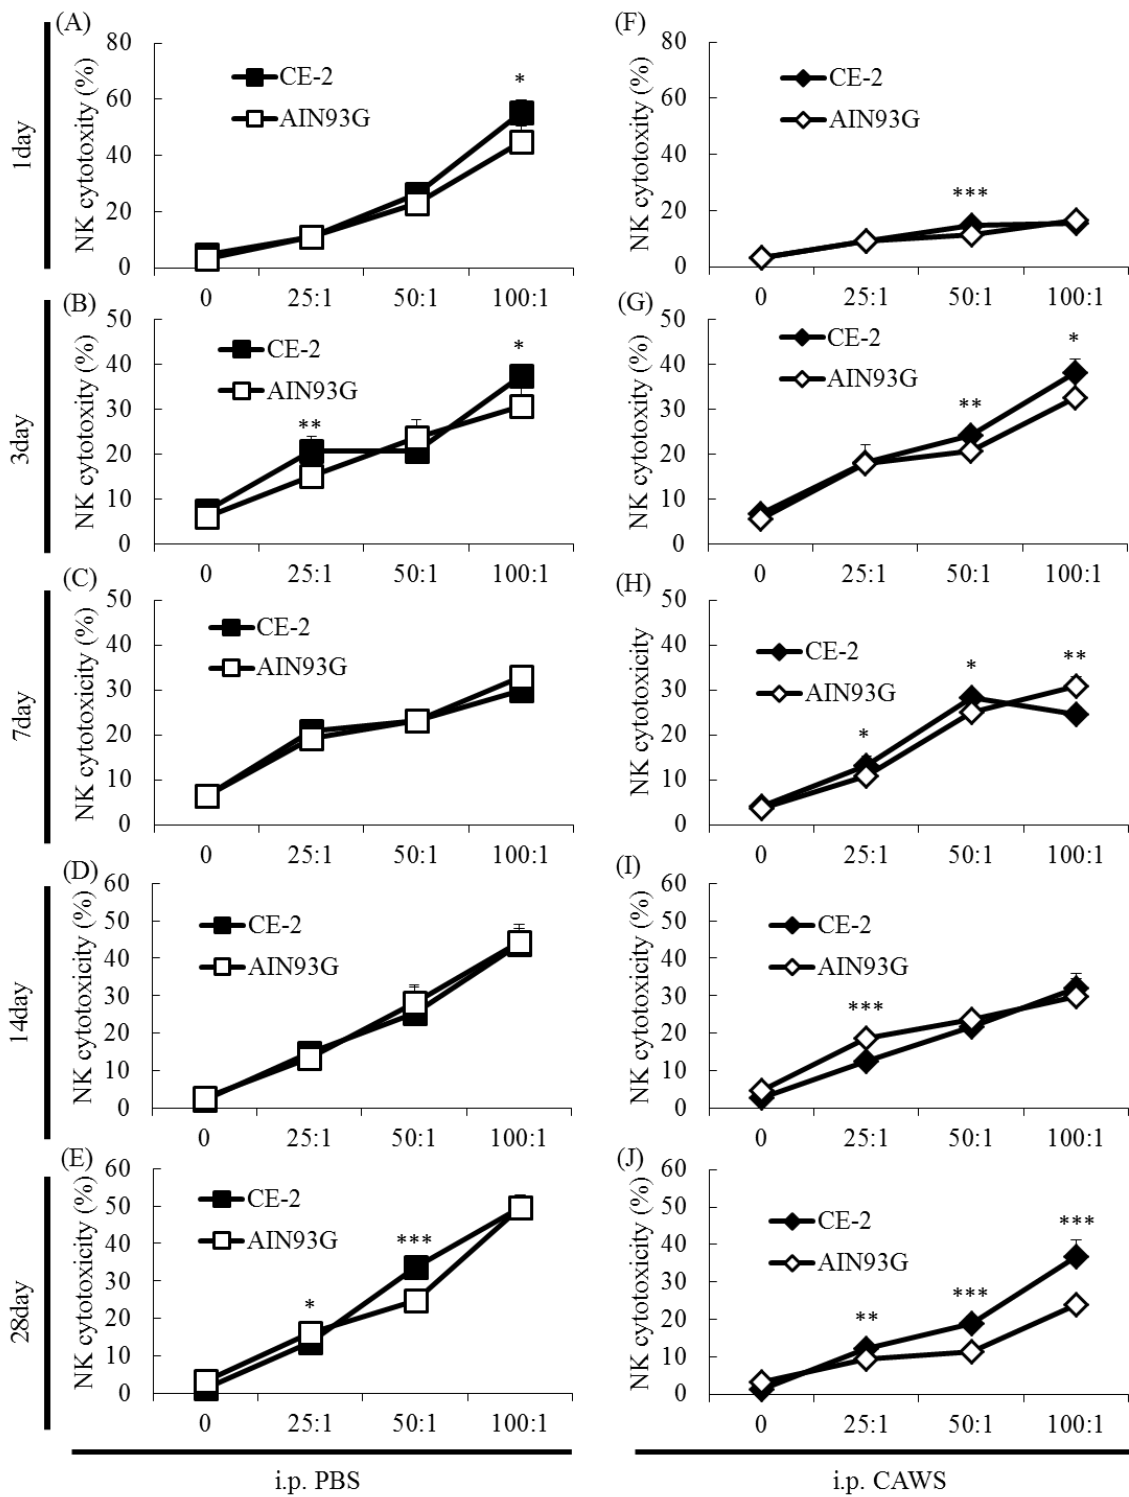 (A)
NK cytotoxity (%)
80
60
40
20
0
CE-2
AIN93G
*
0 25:1 50:1 100:1
1day
(F)
NK cytotoxity (%)
80
60
40
20
0
CE-2
AIN93G
***
0 25:1 50:1 100:1
(B)
NK cytotoxity (%)
50
40
30
20
10
0
CE-2
AIN93G
**
*
0 25:1 50:1 100:1
3day
(G)
NK cytotoxity (%)
50
40
30
20
10
0
CE-2
AIN93G
**
*
0 25:1 50:1 100:1
(C)
NK cytotoxicity (%)
50
40
30
20
10
0
CE-2
AIN93G
0 25:1 50:1 100:1
7day
(H)
NK cytotoxicity
50
40
30
20
10
0
CE-2
AIN93G
*
*
**
0 25:1 50:1 100:1
(D)
NK cytotoxicity (%)
60
50
40
30
20
10
0
CE-2
AIN93G
0 25:1 50:1 100:1
14day
(I)
NK cytotoxicity (%)
60
50
40
30
20
10
0
CE-2
AIN93G
***
0 25:1 50:1 100:1
(E)
NK cytotoxicity (%)
60
50
40
30
20
10
0
CE-2
AIN93G
*
***
0 25:1 50:1 100:1
28day
(J)
NK cytotoxicity (%)
60
50
40
30
20
10
0
CE-2
AIN93G
**
***
***
0 25:1 50:1 100:1
i.p. PBS
i.p. CAWS